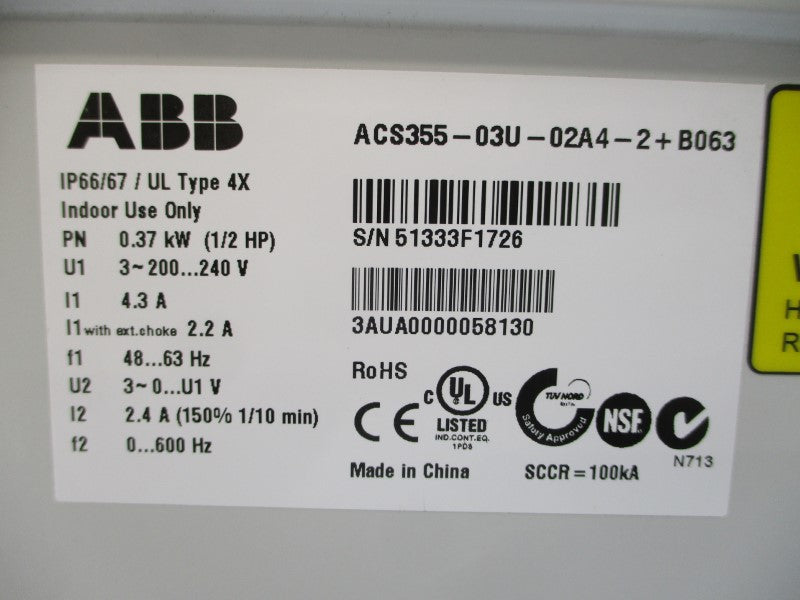 ABB
ACS355-03U-02A4-2+B063
IP66/67 / UL Type 4X
Indoor Use Only
PN 0.37 kW (1/2 HP)
U1 3~200...240 V
I1 4.3 A
I1 with ext.choke 2.2 A
f1 48...63 Hz
U2 3~0...U1 V
I2 2.4 A (150% 1/10 min)
f2 0...600 Hz
S/N 51333F1726
3AUA0000058130
RoHS
CE
C UL US
LISTED
IND.CONT.EQ.
1PD8
TUV NORD
Safety Approved
NSF
N713
Made in China
SCCR = 100kA
W
H
R